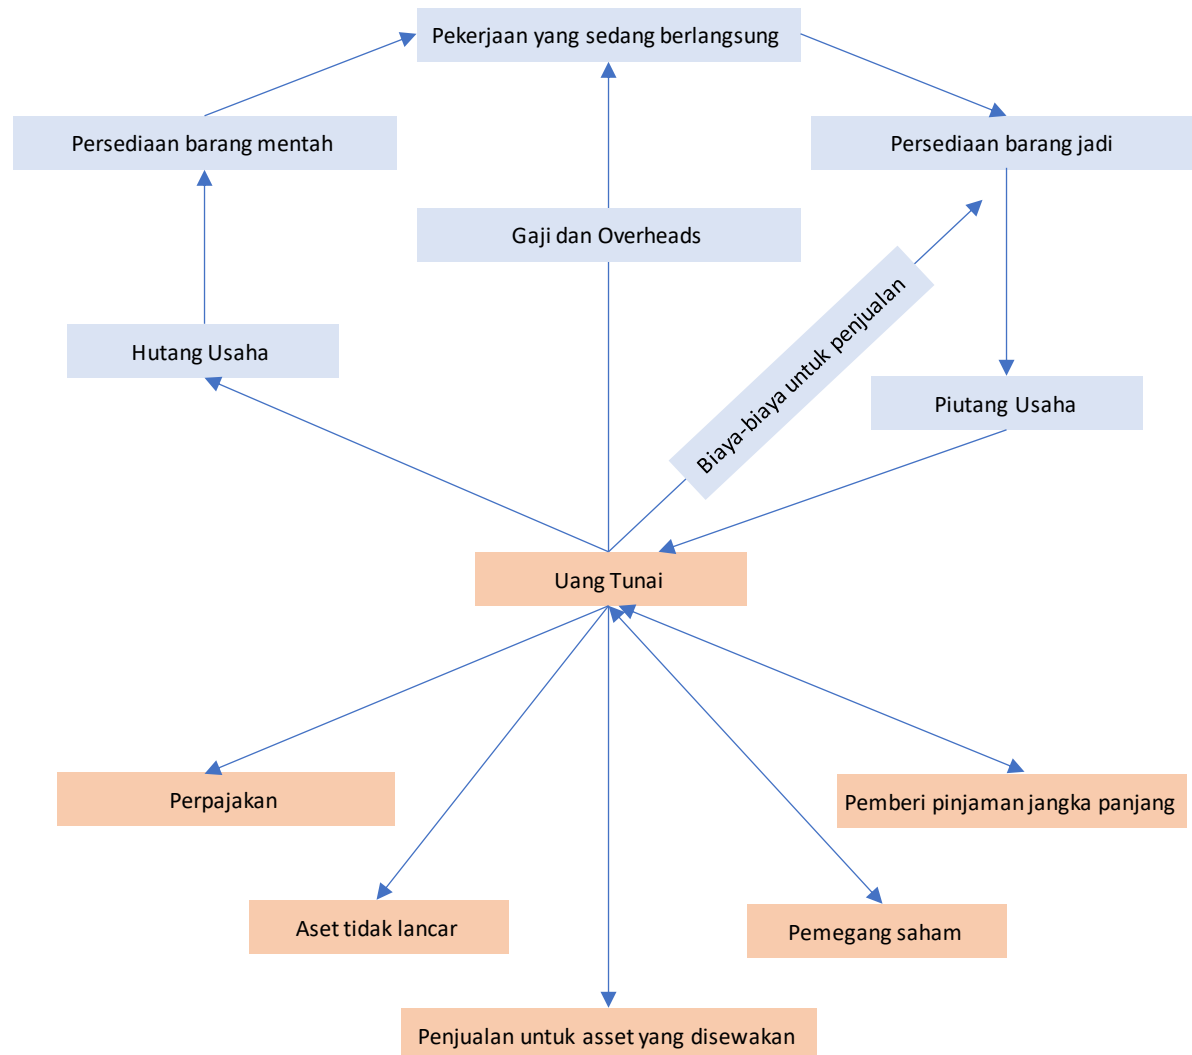 Pekerjaan yang sedang berlangsung
Persediaan barang mentah
Persediaan barang jadi
Gaji dan Overheads
Biaya-biaya untuk penjualan
Hutang Usaha
Piutang Usaha
Uang Tunai
Perpajakan
Pemberi pinjaman jangka panjang
Aset tidak lancar
Pemegang saham
Penjualan untuk asset yang disewakan